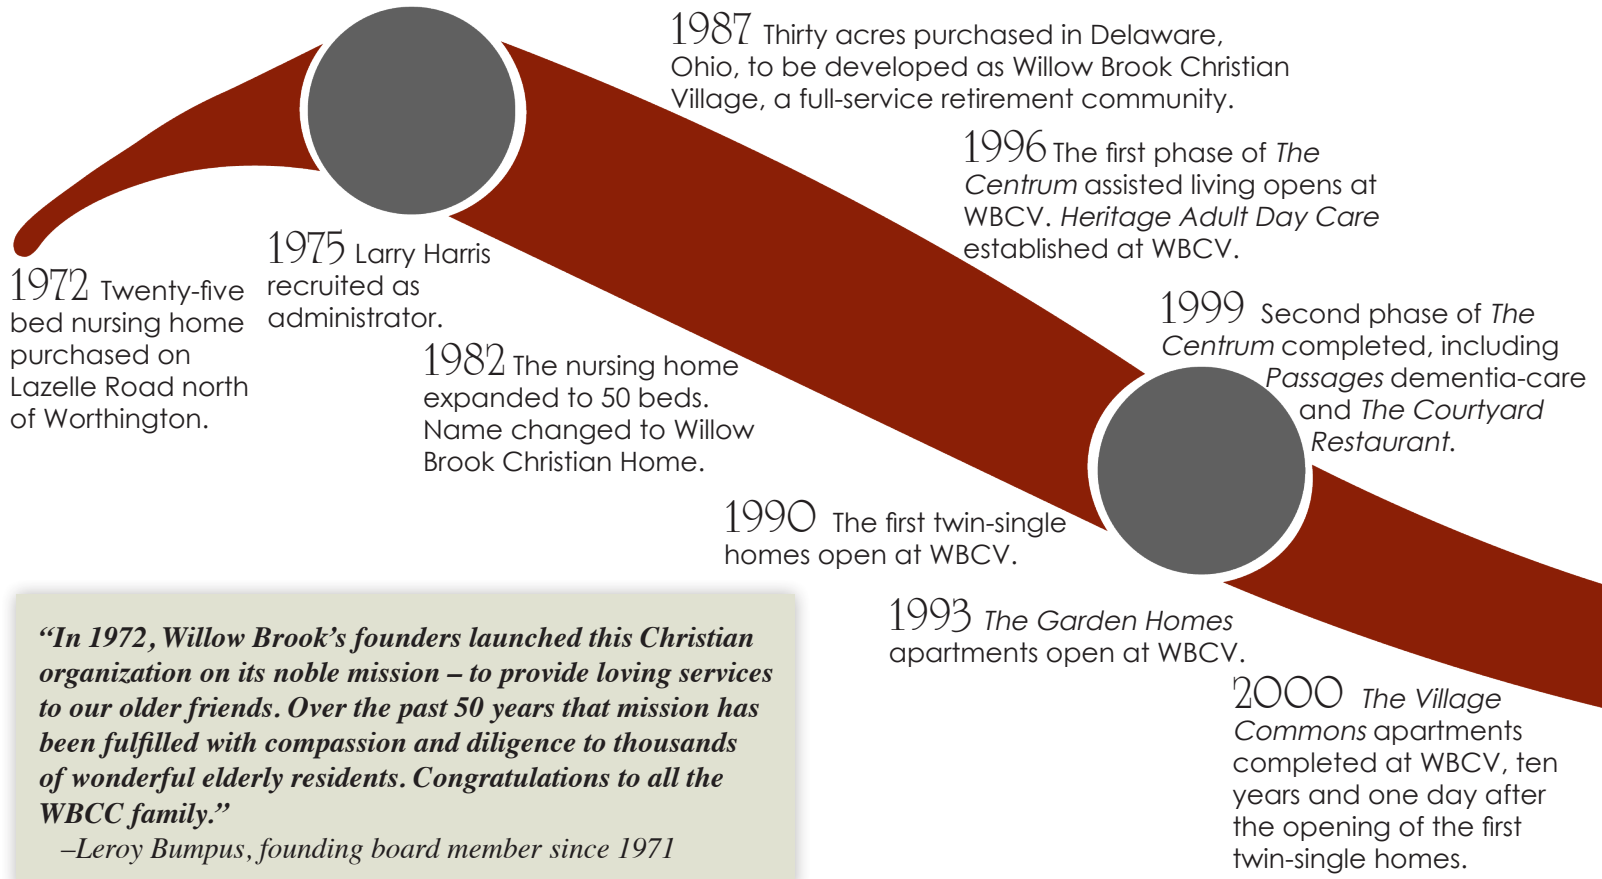 1987 Thirty acres purchased in Delaware,
Ohio, to be developed as Willow Brook Christian
Village, a full-service retirement community.
1996 The first phase of The
Centrum assisted living opens at
WBCV. Heritage Adult Day Care
established at WBCV.
1975 Larry Harris
recruited as
administrator.
1972 Twenty-five
bed nursing home
purchased on
Lazelle Road north
of Worthington.
1999 Second phase of The
Centrum completed, including
Passages dementia-care
and The Courtyard
Restaurant.
1982 The nursing home
expanded to 50 beds.
Name changed to Willow
Brook Christian Home.
1990 The first twin-single
homes open at WBCV.
1993 The Garden Homes
apartments open at WBCV.
2000 The Village
Commons apartments
completed at WBCV, ten
years and one day after
the opening of the first
twin-single homes.
“In 1972, Willow Brook’s founders launched this Christian
organization on its noble mission – to provide loving services
to our older friends. Over the past 50 years that mission has
been fulfilled with compassion and diligence to thousands
of wonderful elderly residents. Congratulations to all the
WBCC family.”
–Leroy Bumpus, founding board member since 1971